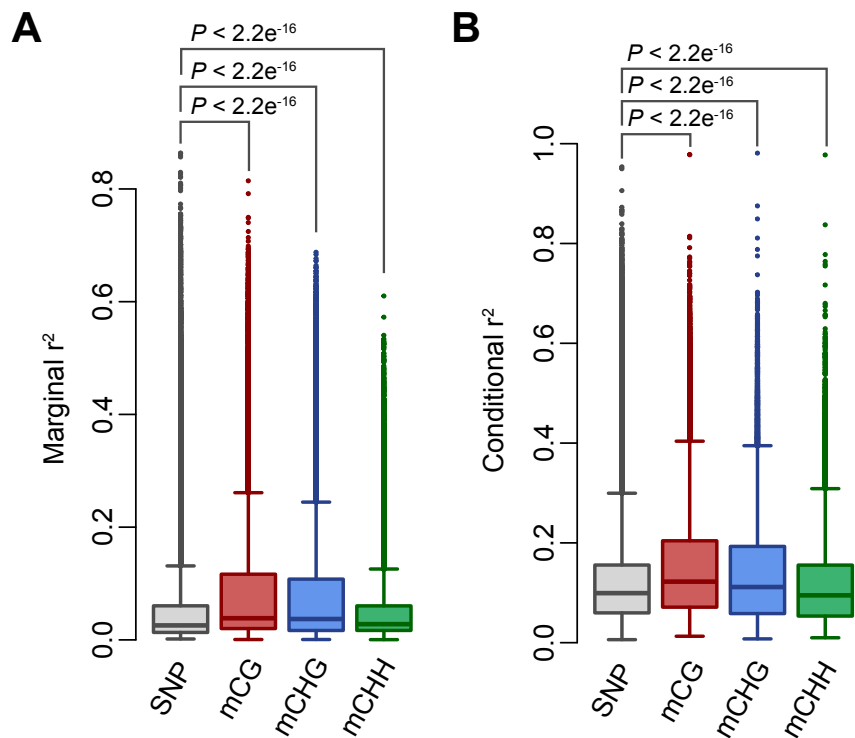 A
P < 2.2e-16
P < 2.2e-16
P < 2.2e-16
Marginal r²
0.0
0.2
0.4
0.6
0.8
SNP
mCG
mCHG
mCHH
B
P < 2.2e-16
P < 2.2e-16
P < 2.2e-16
Conditional r²
0.0
0.2
0.4
0.6
0.8
1.0
SNP
mCG
mCHG
mCHH